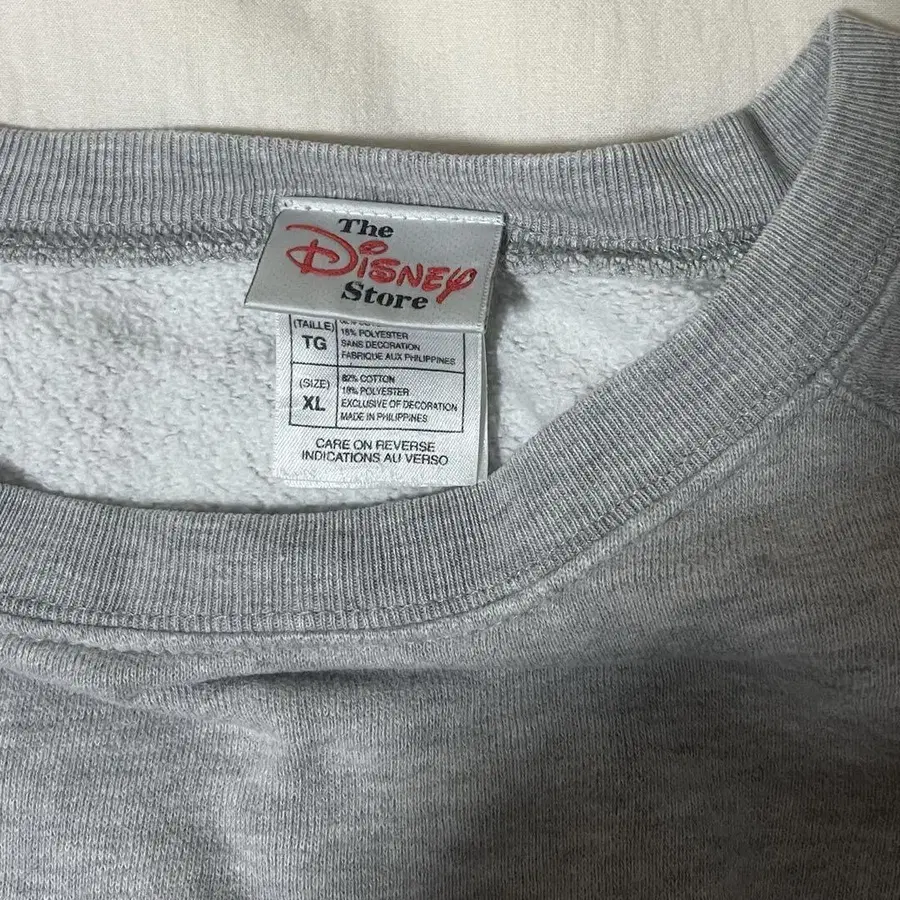 The
DISNEY
Store
(TAILLE)
TG
18% POLYESTER
SANS DECORATION
FABRIQUE AUX PHILIPPINES
(SIZE)
XL
82% COTTON
18% POLYESTER
EXCLUSIVE OF DECORATION
MADE IN PHILIPPINES
CARE ON REVERSE
INDICATIONS AU VERSO